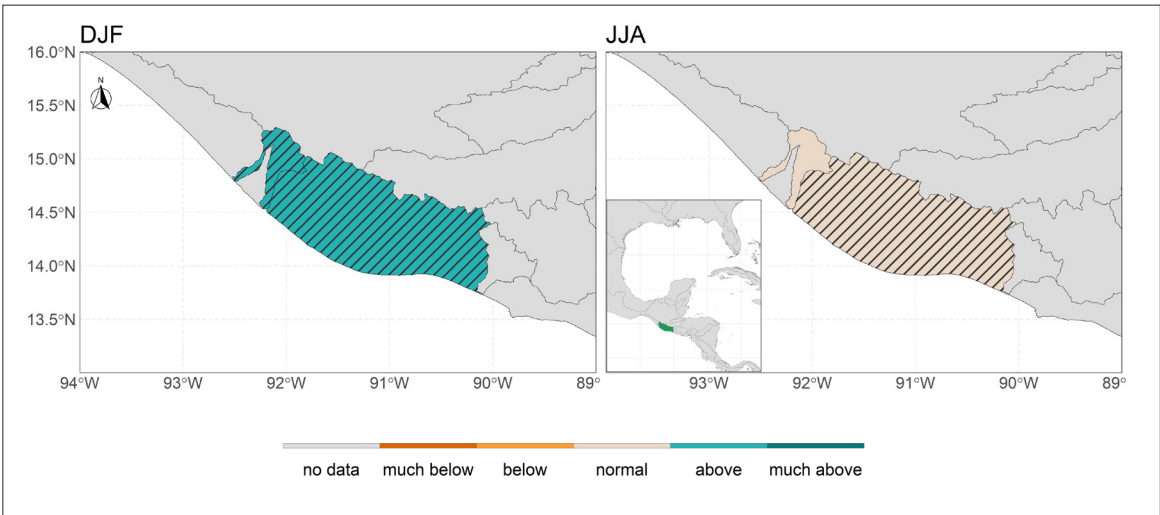 DJF
JJA
16.0°N
N
15.5°N
15.0°N
14.5°N
14.0°N
13.5°N
94°W 93°W 92°W 91°W 90°W 89°
93°W 92°W 91°W 90°W 89°
no data much below below normal above much above